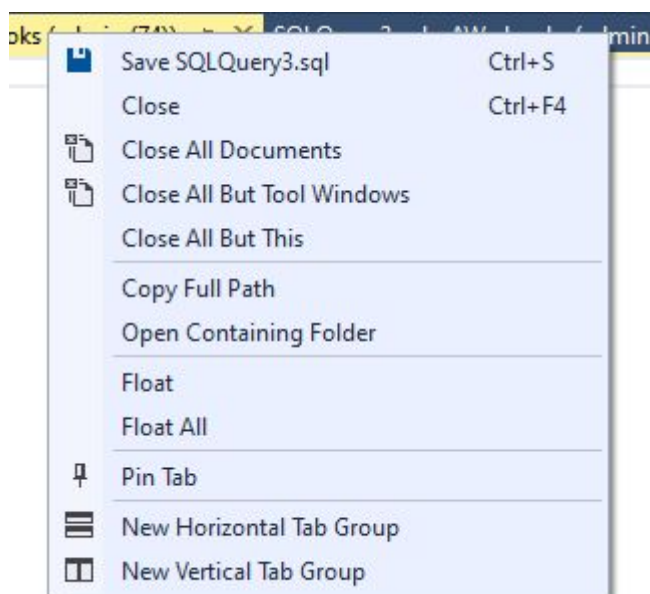 Save SQLQuery3.sql Ctrl+S
Close Ctrl+F4
Close All Documents
Close All But Tool Windows
Close All But This
Copy Full Path
Open Containing Folder
Float
Float All
Pin Tab
New Horizontal Tab Group
New Vertical Tab Group